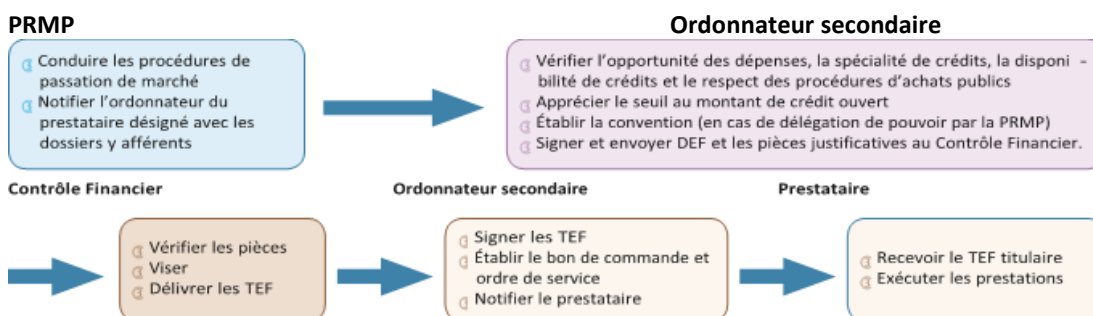 PRMP
Ordonnateur secondaire
Conduire les procédures de
passation de marché
Notifier l'ordonnateur du
prestataire désigné avec les
dossiers y afférents
Vérifier l'opportunité des dépenses, la spécialité de crédits, la disponi -
bilité de crédits et le respect des procédures d'achats publics
Apprécier le seuil au montant de crédit ouvert
Établir la convention (en cas de délégation de pouvoir par la PRMP)
Signer et envoyer DEF et les pièces justificatives au Contrôle Financier.
Contrôle Financier
Ordonnateur secondaire
Prestataire
Vérifier les pièces
Viser
Délivrer les TEF
Signer les TEF
Établir le bon de commande et
ordre de service
Notifier le prestataire
Recevoir le TEF titulaire
Exécuter les prestations